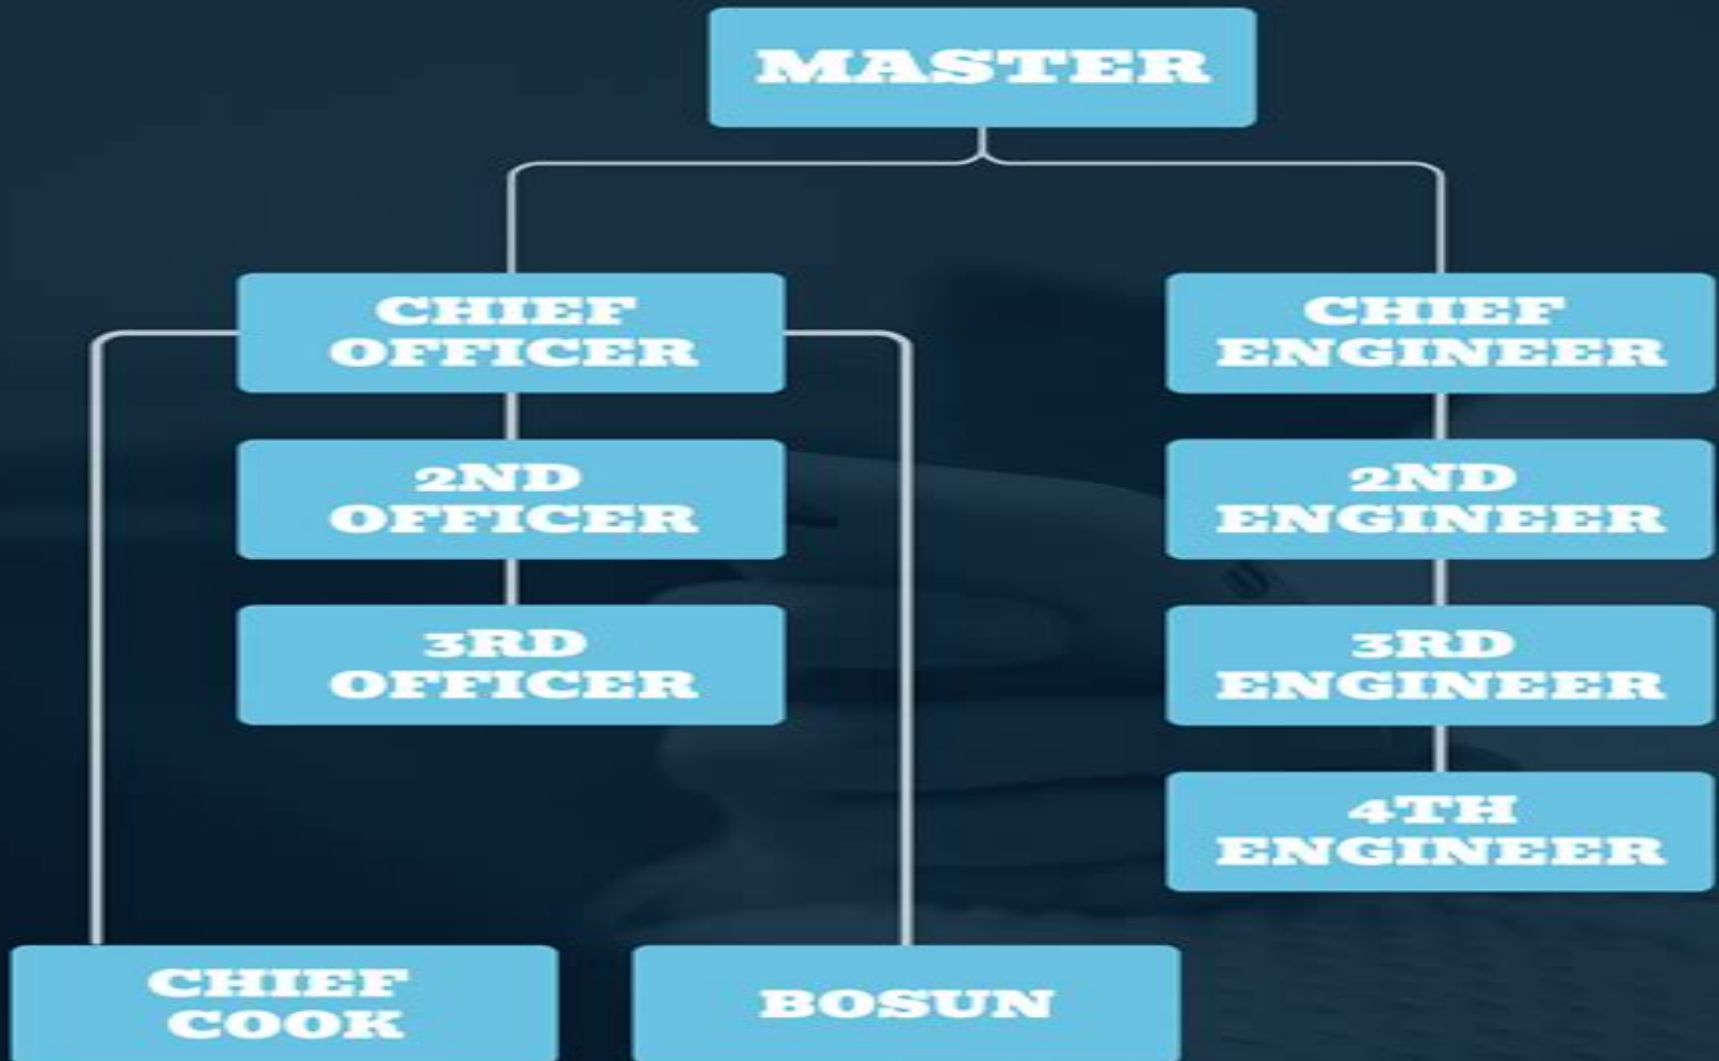 MASTER
CHIEF
OFFICER
CHIEF
ENGINEER
2ND
OFFICER
2ND
ENGINEER
3RD
OFFICER
3RD
ENGINEER
4TH
ENGINEER
CHIEF
COOK
BOSUN